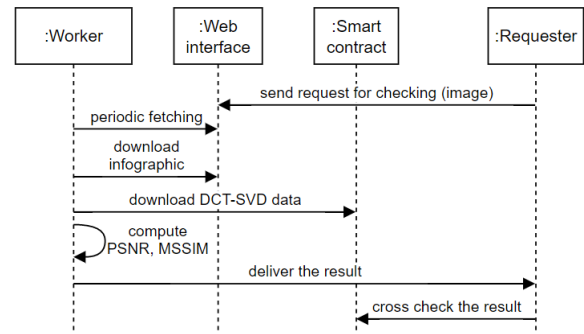 :Worker
:Web
interface
:Smart
contract
:Requester
send request for checking (image)
periodic fetching
download
infographic
download DCT-SVD data
compute
PSNR, MSSIM
deliver the result
cross check the result